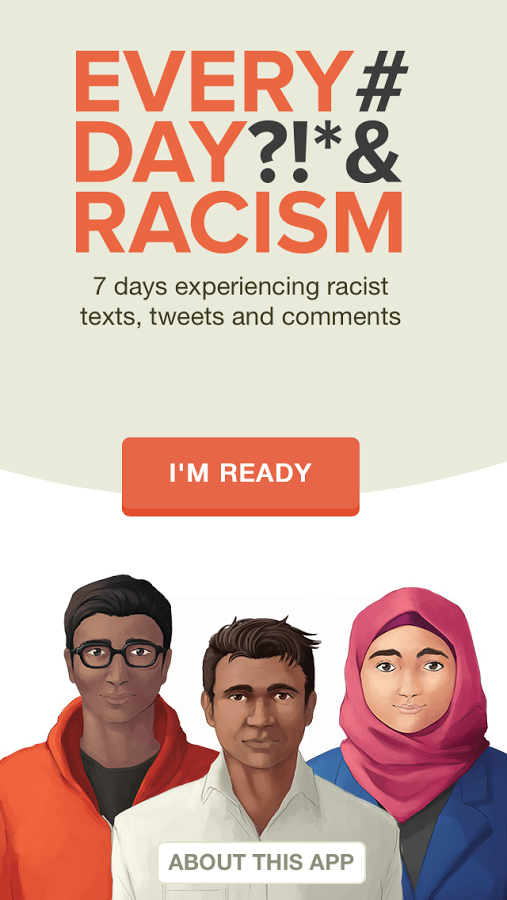 EVERY#
DAY?!*&
RACISM
7 days experiencing racist
texts, tweets and comments
I'M READY
ABOUT THIS APP